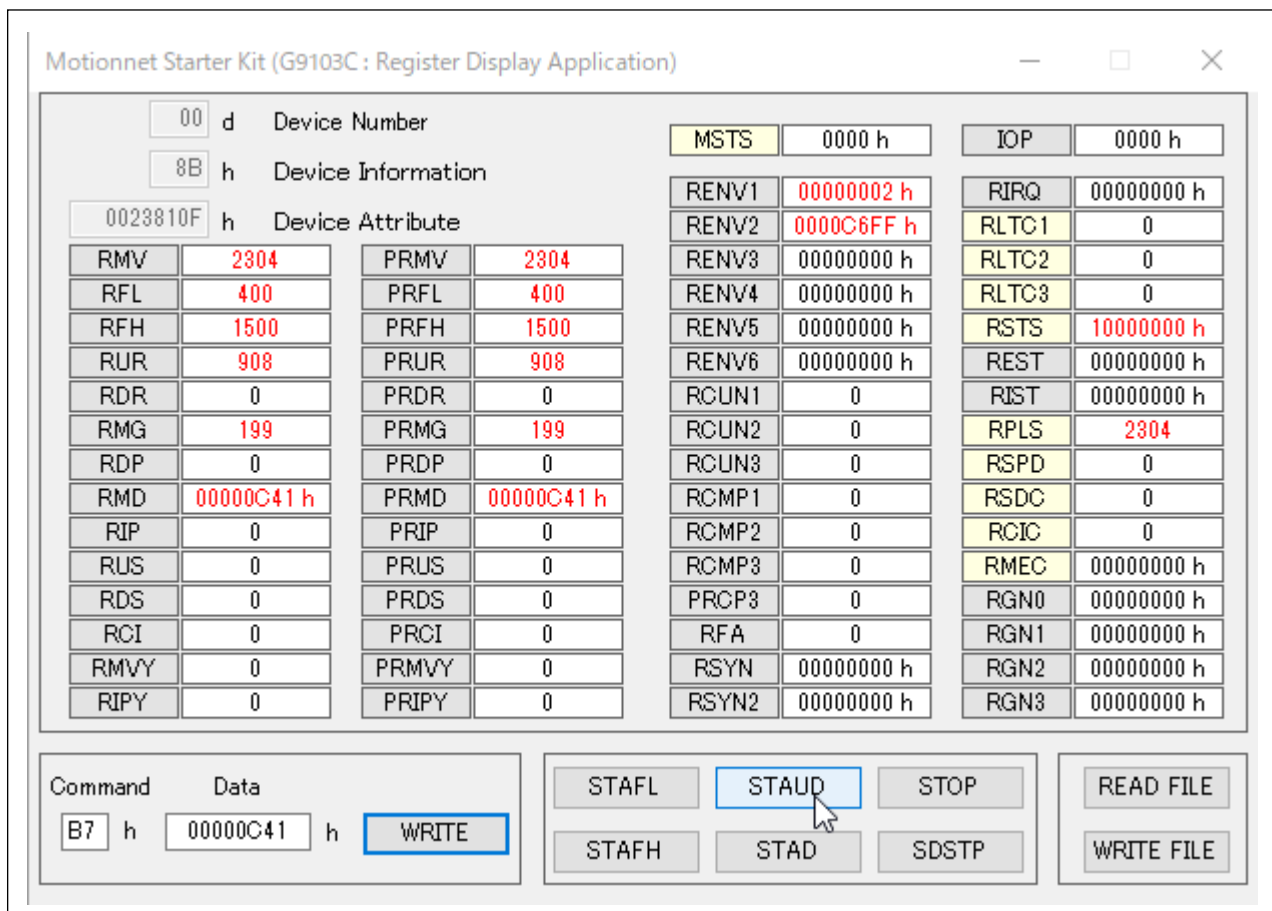 Motionnet Starter Kit (G9103C : Register Display Application)
00 d Device Number
8B h Device Information
0023810F h Device Attribute
MSTS 0000 h IOP 0000 h
RENV1 00000002 h RIRQ 00000000 h
RENV2 0000C6FF h RLTC1 0
RMV 2304 PRMV 2304 RENV3 00000000 h RLTC2 0
RFL 400 PRFL 400 RENV4 00000000 h RLTC3 0
RFH 1500 PRFH 1500 RENV5 00000000 h RSTS 10000000 h
RUR 908 PRUR 908 RENV6 00000000 h REST 00000000 h
RDR 0 PRDR 0 RCUN1 0 RIST 00000000 h
RMG 199 PRMG 199 RCUN2 0 RPLS 2304
RDP 0 PRDP 0 RCUN3 0 RSPD 0
RMD 00000C41 h PRMD 00000C41 h RCMP1 0 RSDC 0
RIP 0 PRIP 0 RCMP2 0 RCIC 0
RUS 0 PRUS 0 RCMP3 0 RMEC 00000000 h
RDS 0 PRDS 0 PRCP3 0 RGN0 00000000 h
RCI 0 PRCI 0 RFA 0 RGN1 00000000 h
RMVY 0 PRMVY 0 RSYN 00000000 h RGN2 00000000 h
RIPY 0 PRIPY 0 RSYN2 00000000 h RGN3 00000000 h
Command Data
B7 h 00000C41 h WRITE
STAFL STAUD STOP
STAFH STAD SDSTP
READ FILE
WRITE FILE